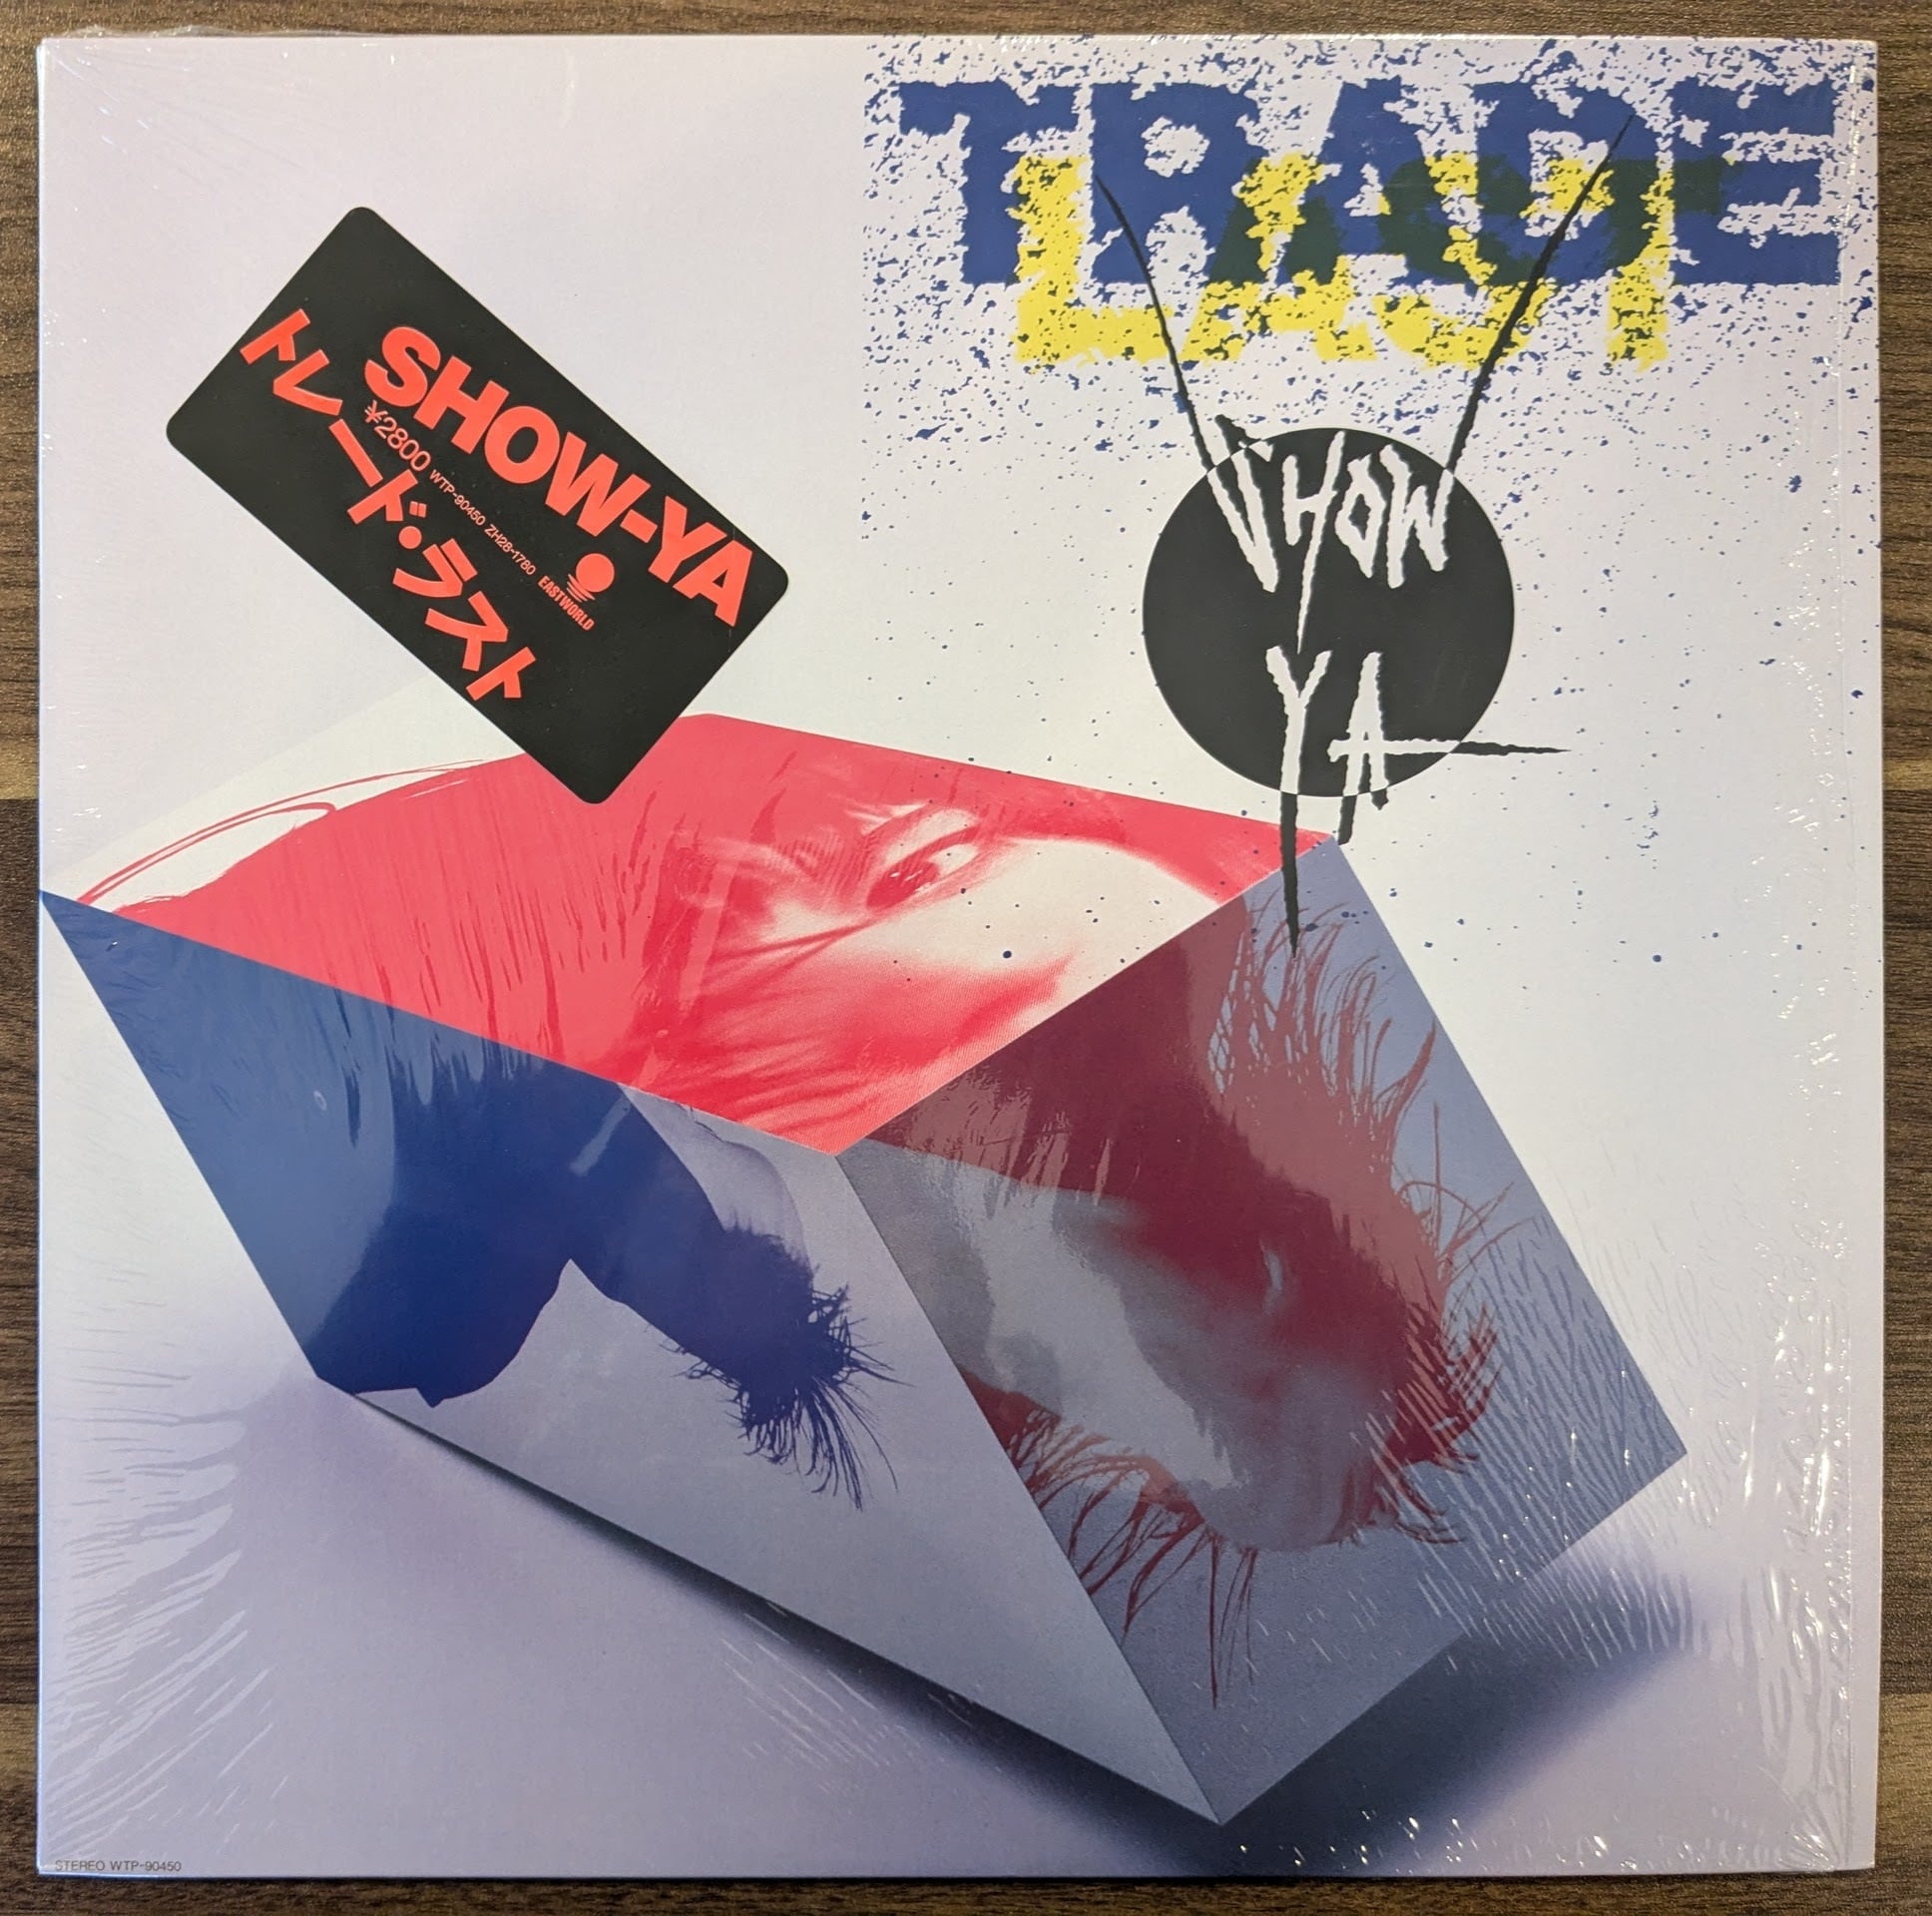 TRADE
LAST
SHOW
YA
SHOW-YA
¥2800 WTP-90450 ZH28-1780
EASTWORLD
トレード・ラスト
STEREO WTP-90450